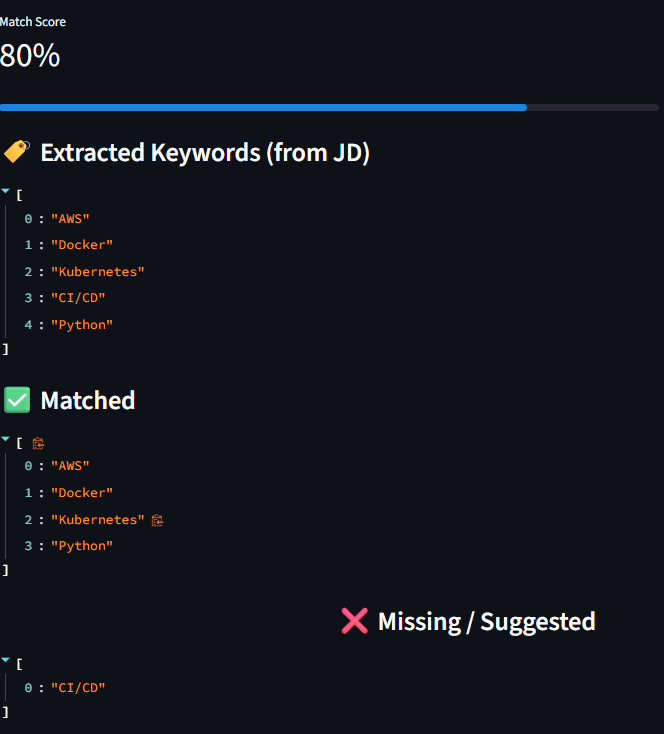 Match Score
80%
Extracted Keywords (from JD)
[
0 : "AWS"
1 : "Docker"
2 : "Kubernetes"
3 : "CI/CD"
4 : "Python"
]
Matched
[
0 : "AWS"
1 : "Docker"
2 : "Kubernetes"
3 : "Python"
]
Missing / Suggested
[
0 : "CI/CD"
]